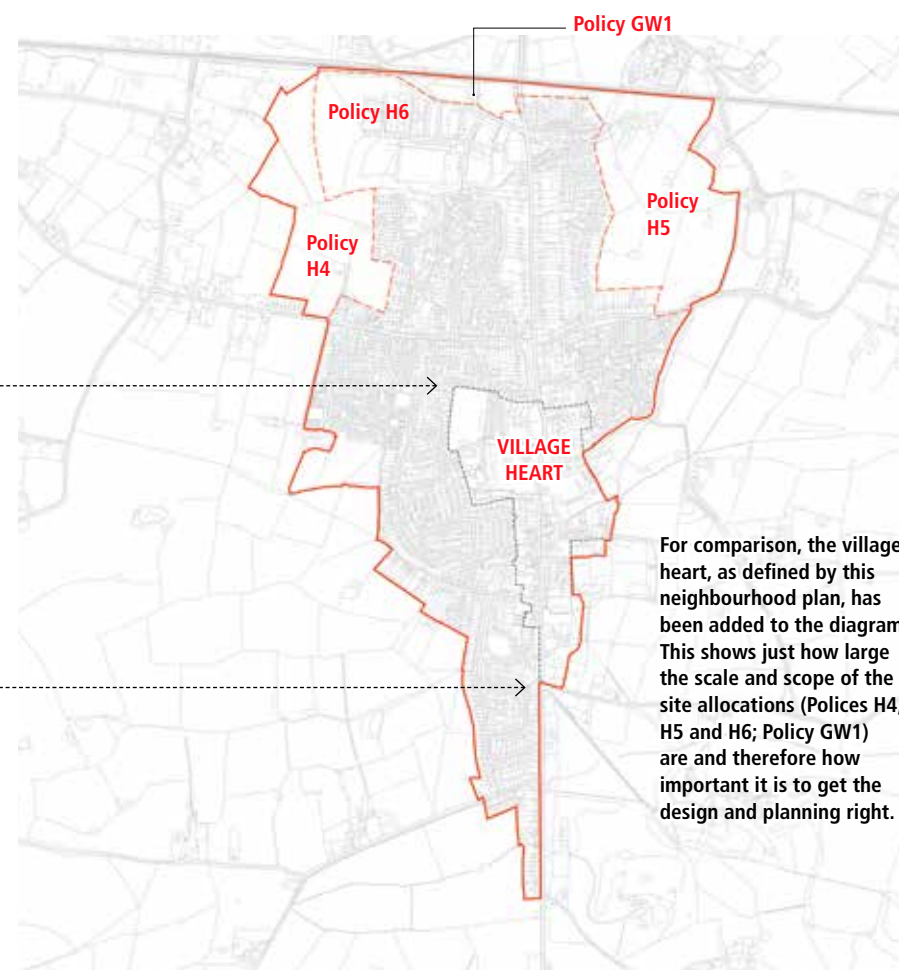 Policy GW1
Policy H6
Policy
H5
Policy
H4
VILLAGE
HEART
For comparison, the village
heart, as defined by this
neighbourhood plan, has
been added to the diagram
This shows just how large
the scale and scope of the
site allocations (Polices H4,
H5 and H6; Policy GW1)
are and therefore how
important it is to get the
design and planning right.